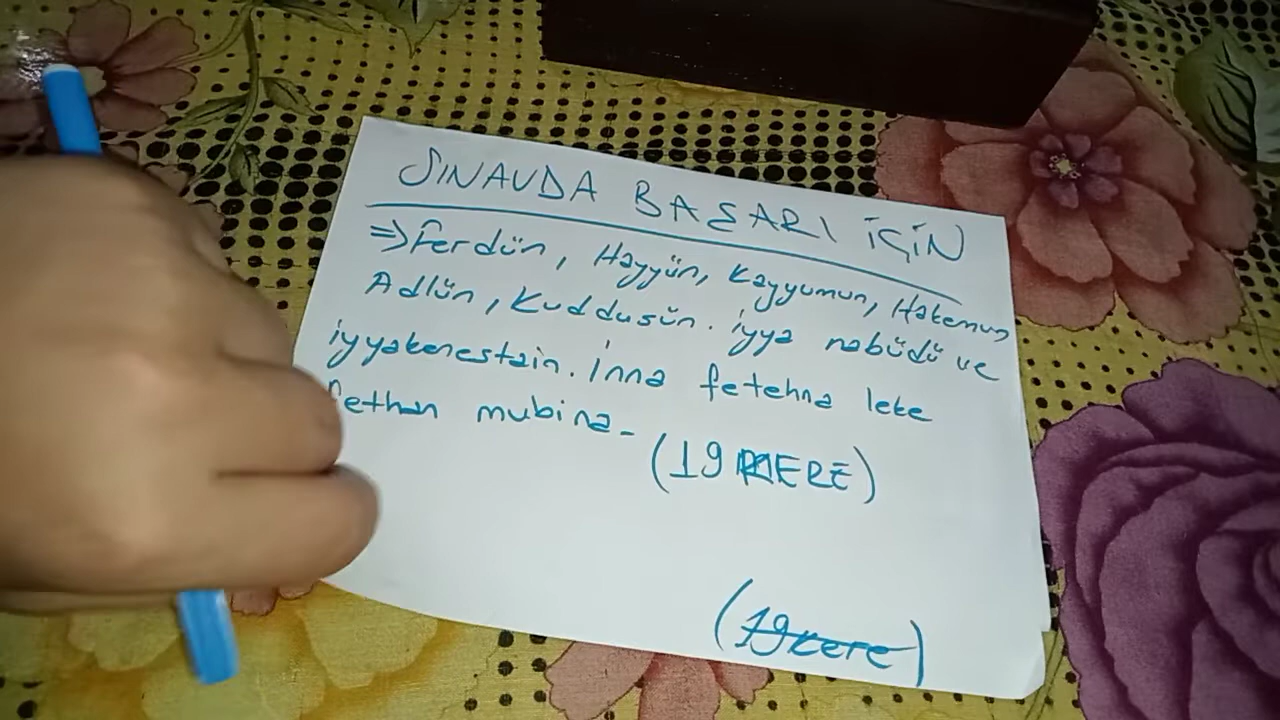 SINAVDA BAŞARI İÇİN
⇒ Ferdün, Hayyün, Kayyumun, Hakemun,
Adlün, Kuddusün. İyya nabüdü ve
iyyakenestain. İnna fetehna leke
fethan mubina.
(19 KERE)
(19 kere)